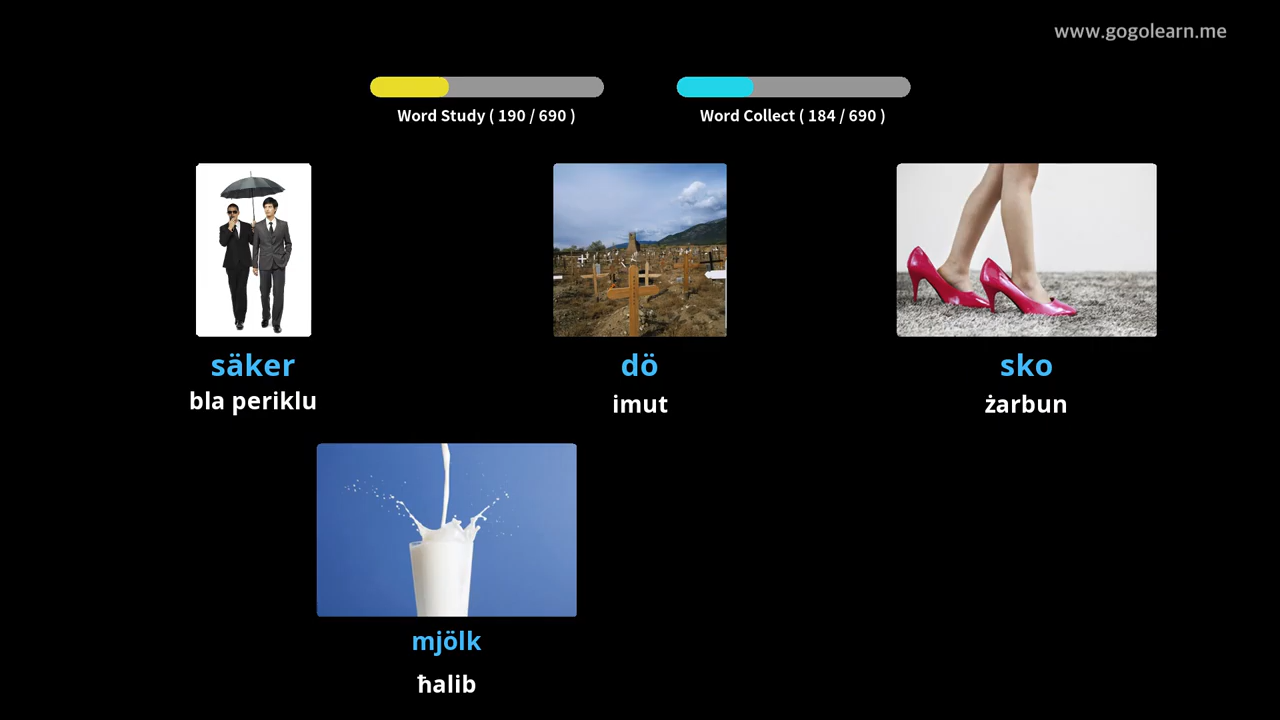 www.gogolearn.me
Word Study ( 190 / 690 )
Word Collect ( 184 / 690 )
säker
bla periklu
dö
imut
sko
żarbun
mjölk
ħalib